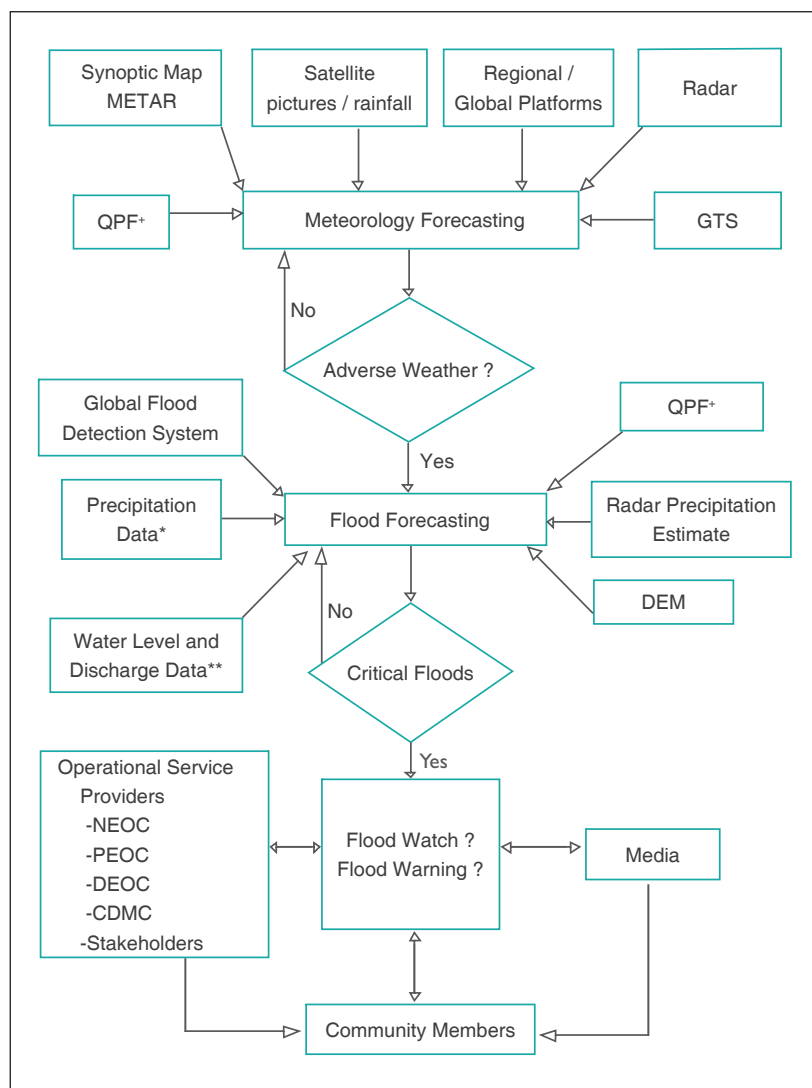 Synoptic Map
METAR
Satellite
pictures / rainfall
Regional /
Global Platforms
Radar
QPF⁺
Meteorology Forecasting
GTS
No
Adverse Weather ?
Global Flood
Detection System
QPF⁺
Yes
Precipitation
Data*
Flood Forecasting
Radar Precipitation
Estimate
No
DEM
Water Level and
Discharge Data**
Critical Floods
Yes
Operational Service
Providers
-NEOC
-PEOC
-DEOC
-CDMC
-Stakeholders
Flood Watch ?
Flood Warning ?
Media
Community Members